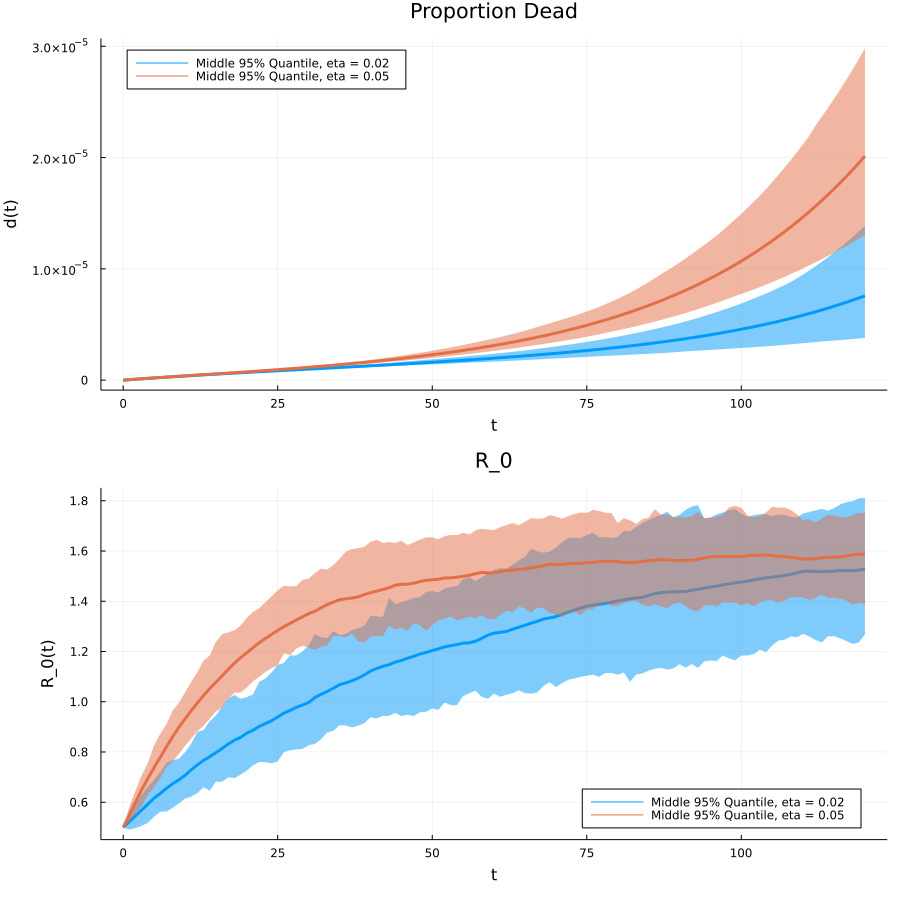 Proportion Dead
Middle 95% Quantile, eta = 0.02
Middle 95% Quantile, eta = 0.05
3.0×10⁻⁵
2.0×10⁻⁵
1.0×10⁻⁵
0
d(t)
0 25 50 75 100
t
R_0
1.8
1.6
1.4
1.2
1.0
0.8
0.6
R_0(t)
Middle 95% Quantile, eta = 0.02
Middle 95% Quantile, eta = 0.05
0 25 50 75 100
t